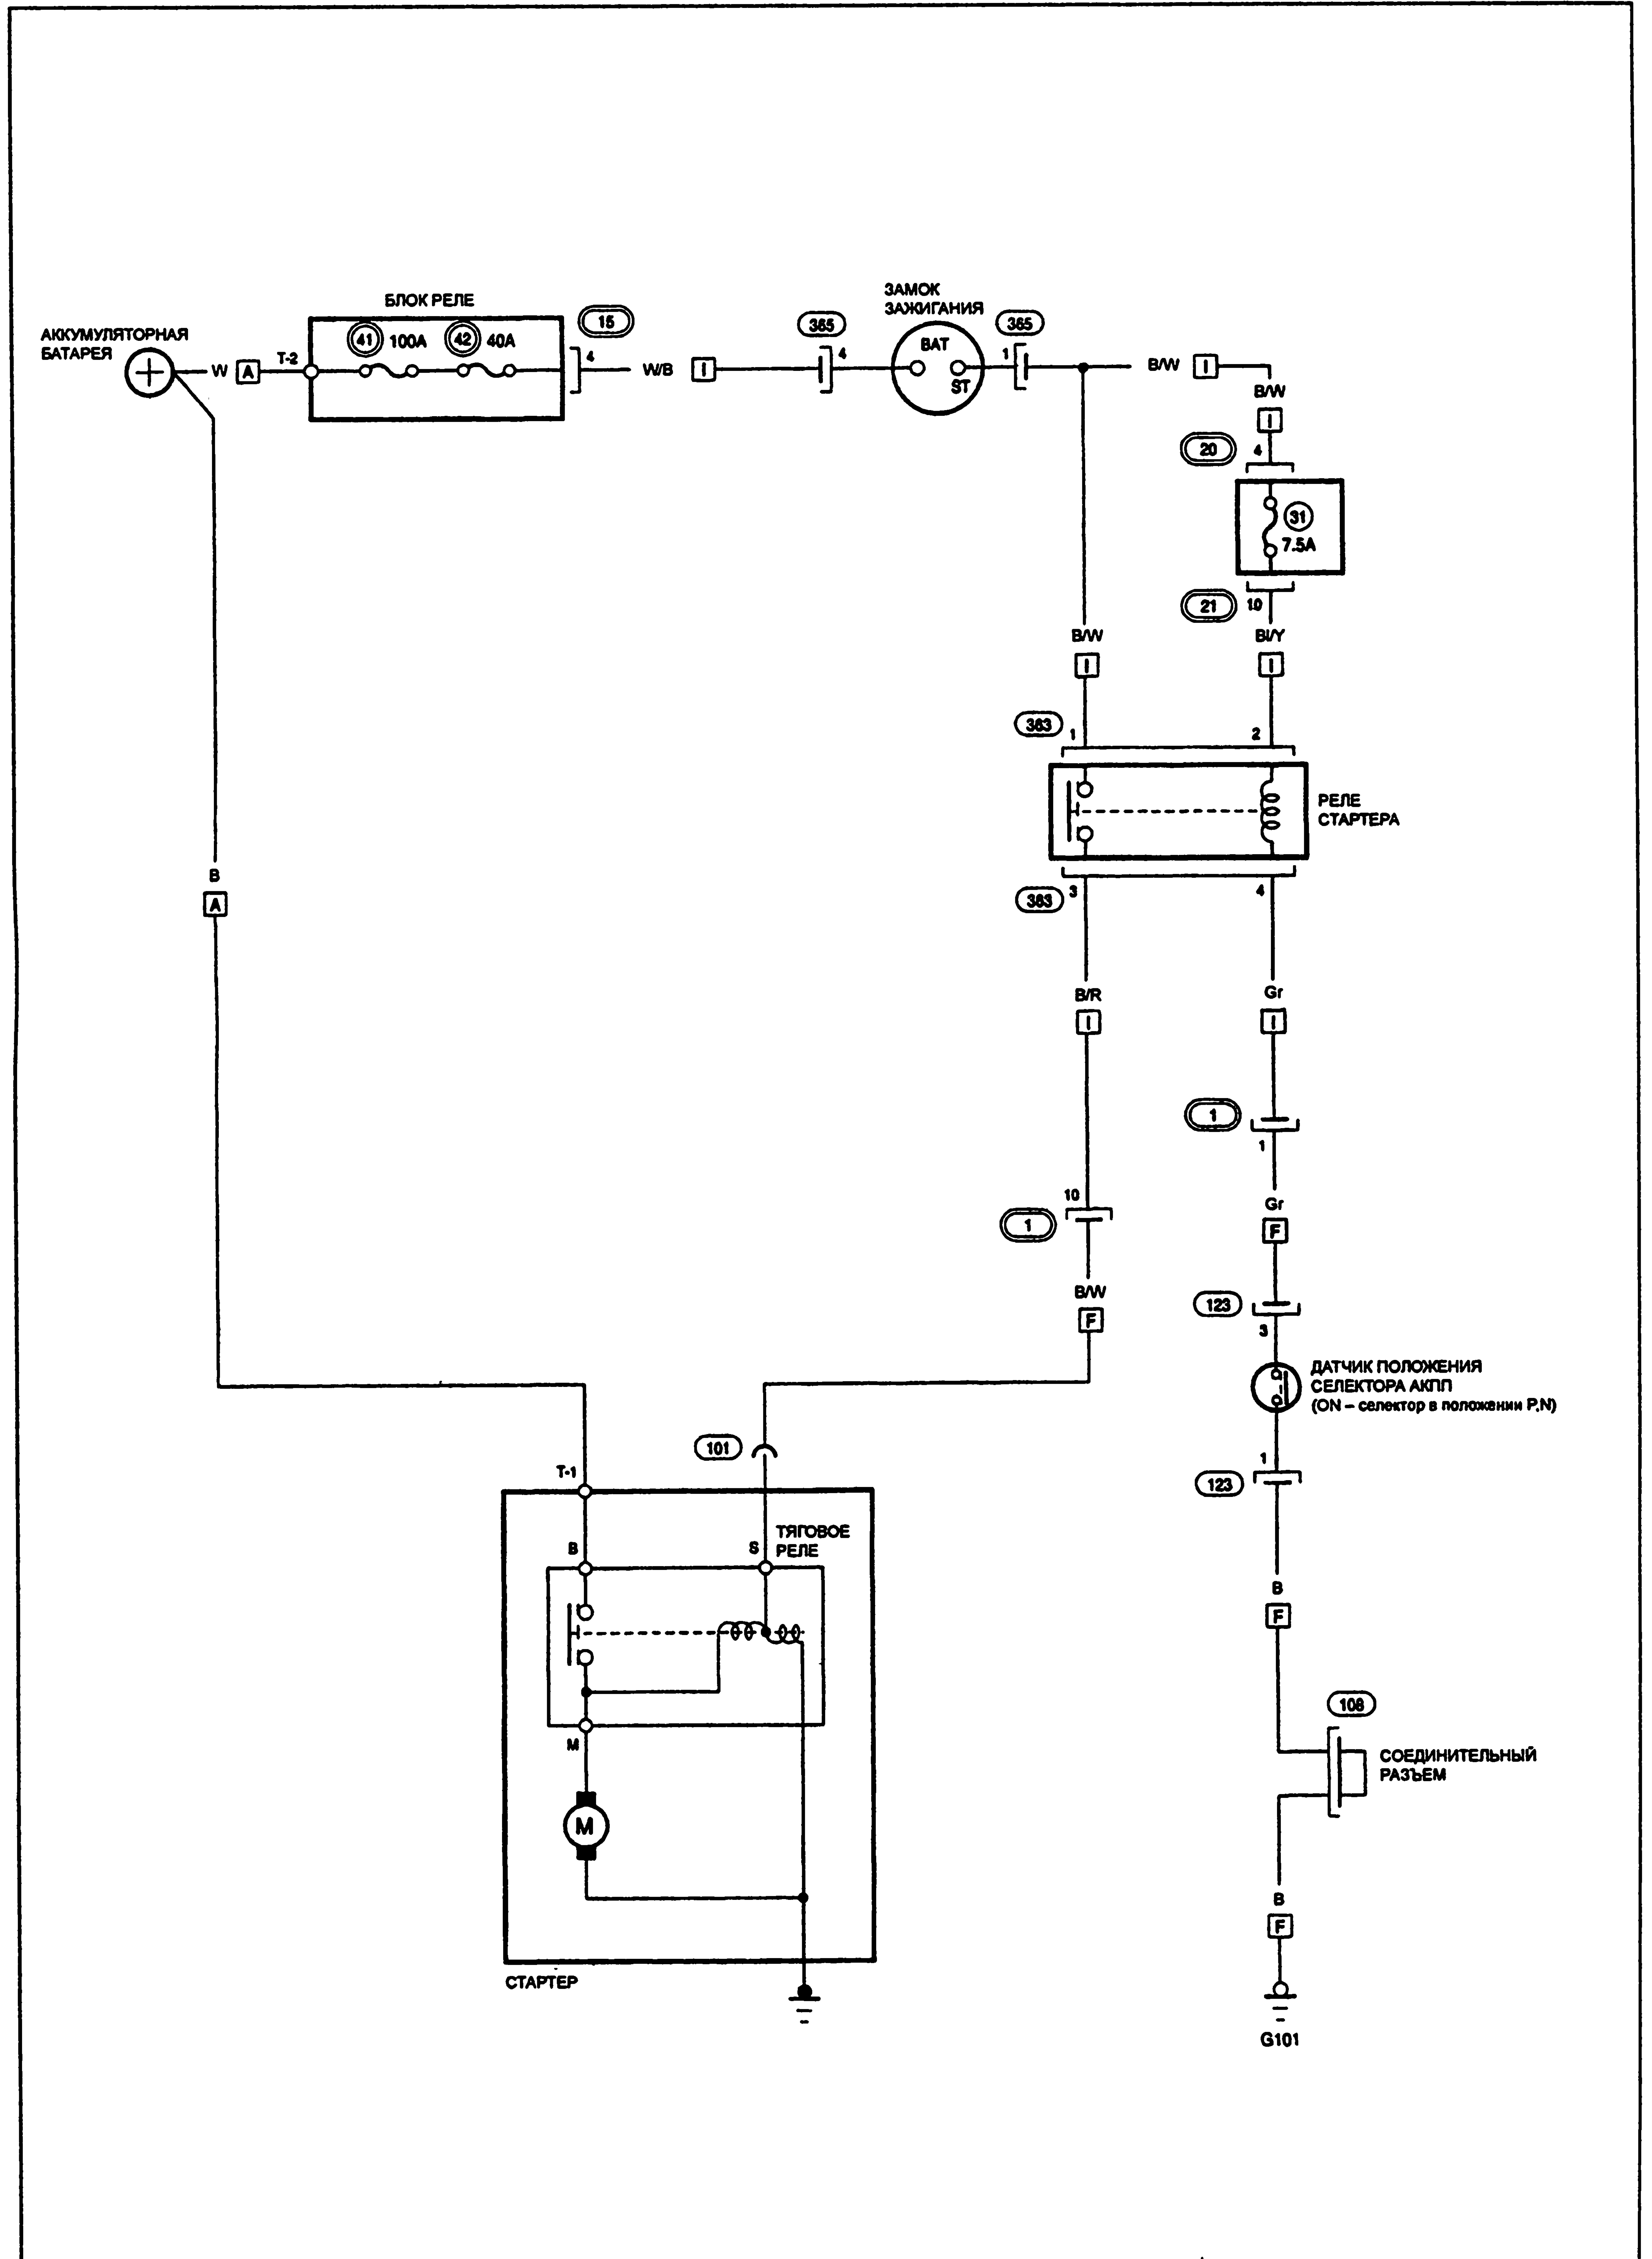 БЛОК РЕЛЕ
ЗАМОК
ЗАЖИГАНИЯ
АККУМУЛЯТОРНАЯ
БАТАРЕЯ
W
A
T-2
41
100A
42
40A
15
4
W/B
I
365
4
BAT
ST
365
1
B/W
I
B/W
I
20
4
31
7.5A
21
10
B/W
I
Bl/Y
I
363
1
2
РЕЛЕ
СТАРТЕРА
363
3
4
B
A
B/R
I
Gr
I
1
1
10
1
Gr
F
B/W
F
123
3
ДАТЧИК ПОЛОЖЕНИЯ
СЕЛЕКТОРА АКПП
(ON – селектор в положении P,N)
101
1
123
T-1
ТЯГОВОЕ
РЕЛЕ
B
S
B
F
M
108
СОЕДИНИТЕЛЬНЫЙ
РАЗЪЕМ
M
B
F
СТАРТЕР
G101